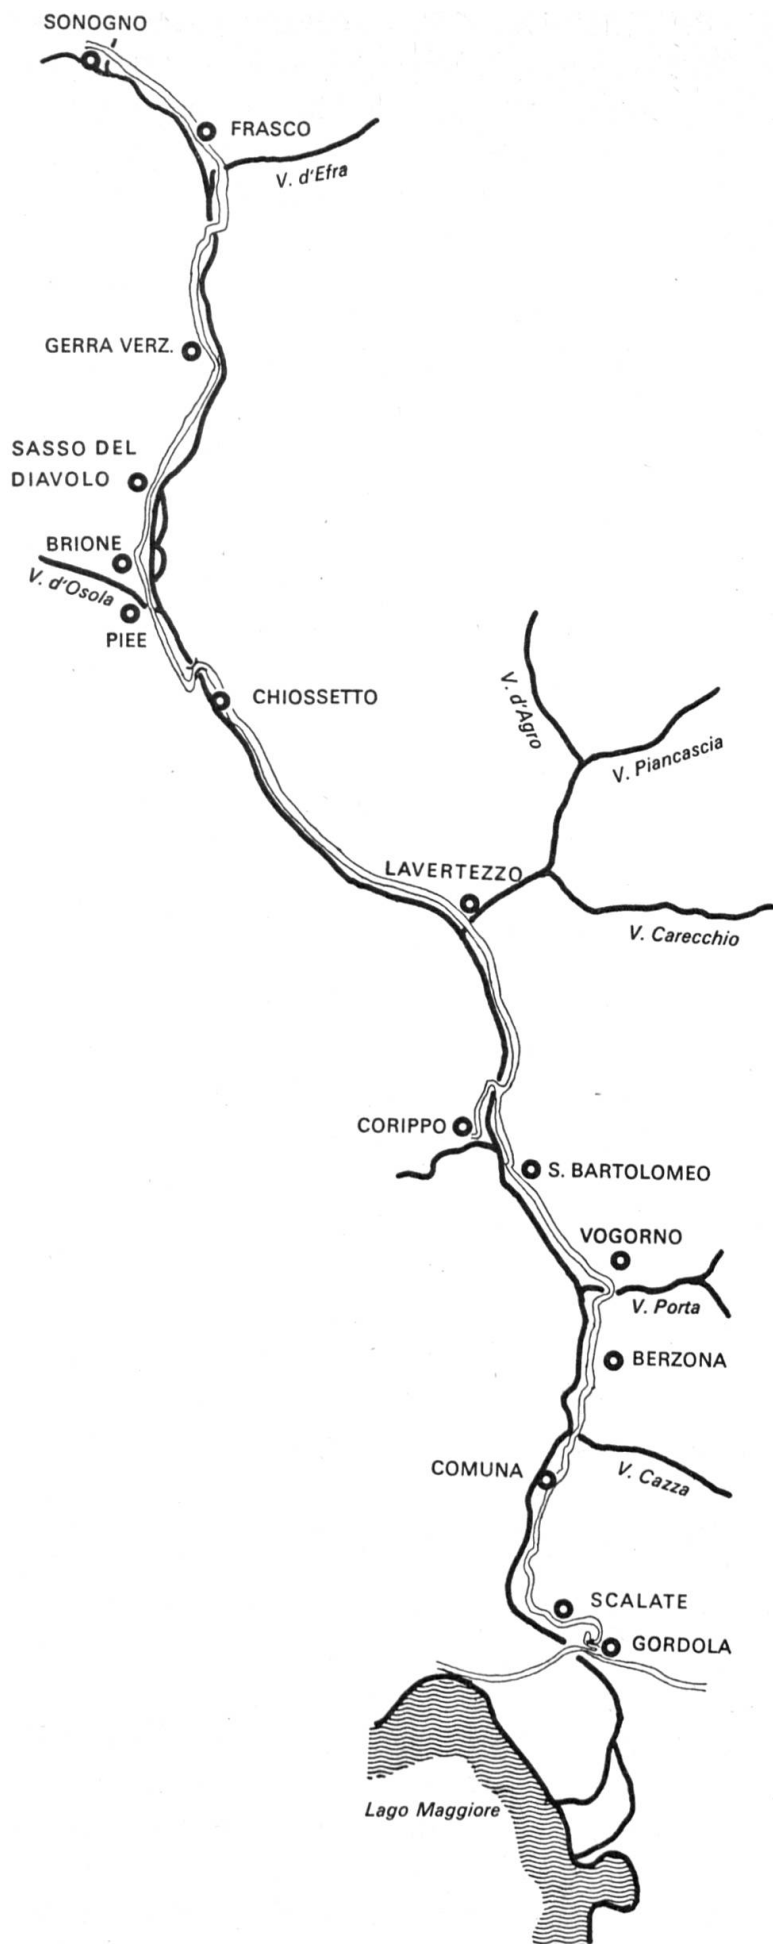 SONOGNO
FRASCO
V. d'Efra
GERRA VERZ.
SASSO DEL
DIAVOLO
BRIONE
V. d'Osola
PIEE
CHIOSSETTO
V. d'Agro
V. Piancascia
LAVERTEZZO
V. Carecchio
CORIPPO
S. BARTOLOMEO
VOGORNO
V. Porta
BERZONA
COMUNA
V. Cazza
SCALATE
GORDOLA
Lago Maggiore